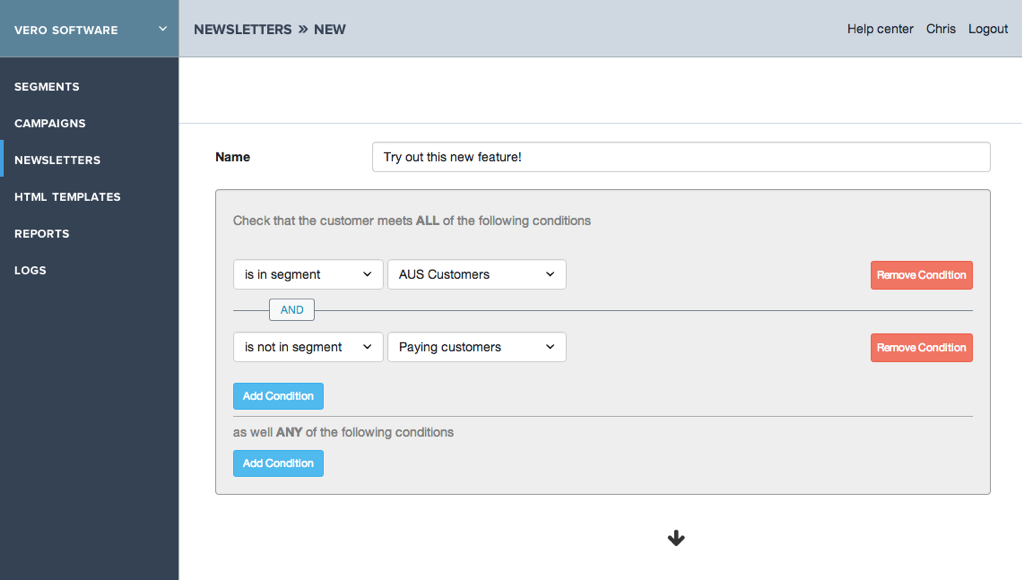 VERO SOFTWARE
NEWSLETTERS » NEW
Help center Chris Logout
SEGMENTS
CAMPAIGNS
NEWSLETTERS
HTML TEMPLATES
REPORTS
LOGS
Name
Try out this new feature!
Check that the customer meets ALL of the following conditions
is in segment
AUS Customers
Remove Condition
AND
is not in segment
Paying customers
Remove Condition
Add Condition
as well ANY of the following conditions
Add Condition